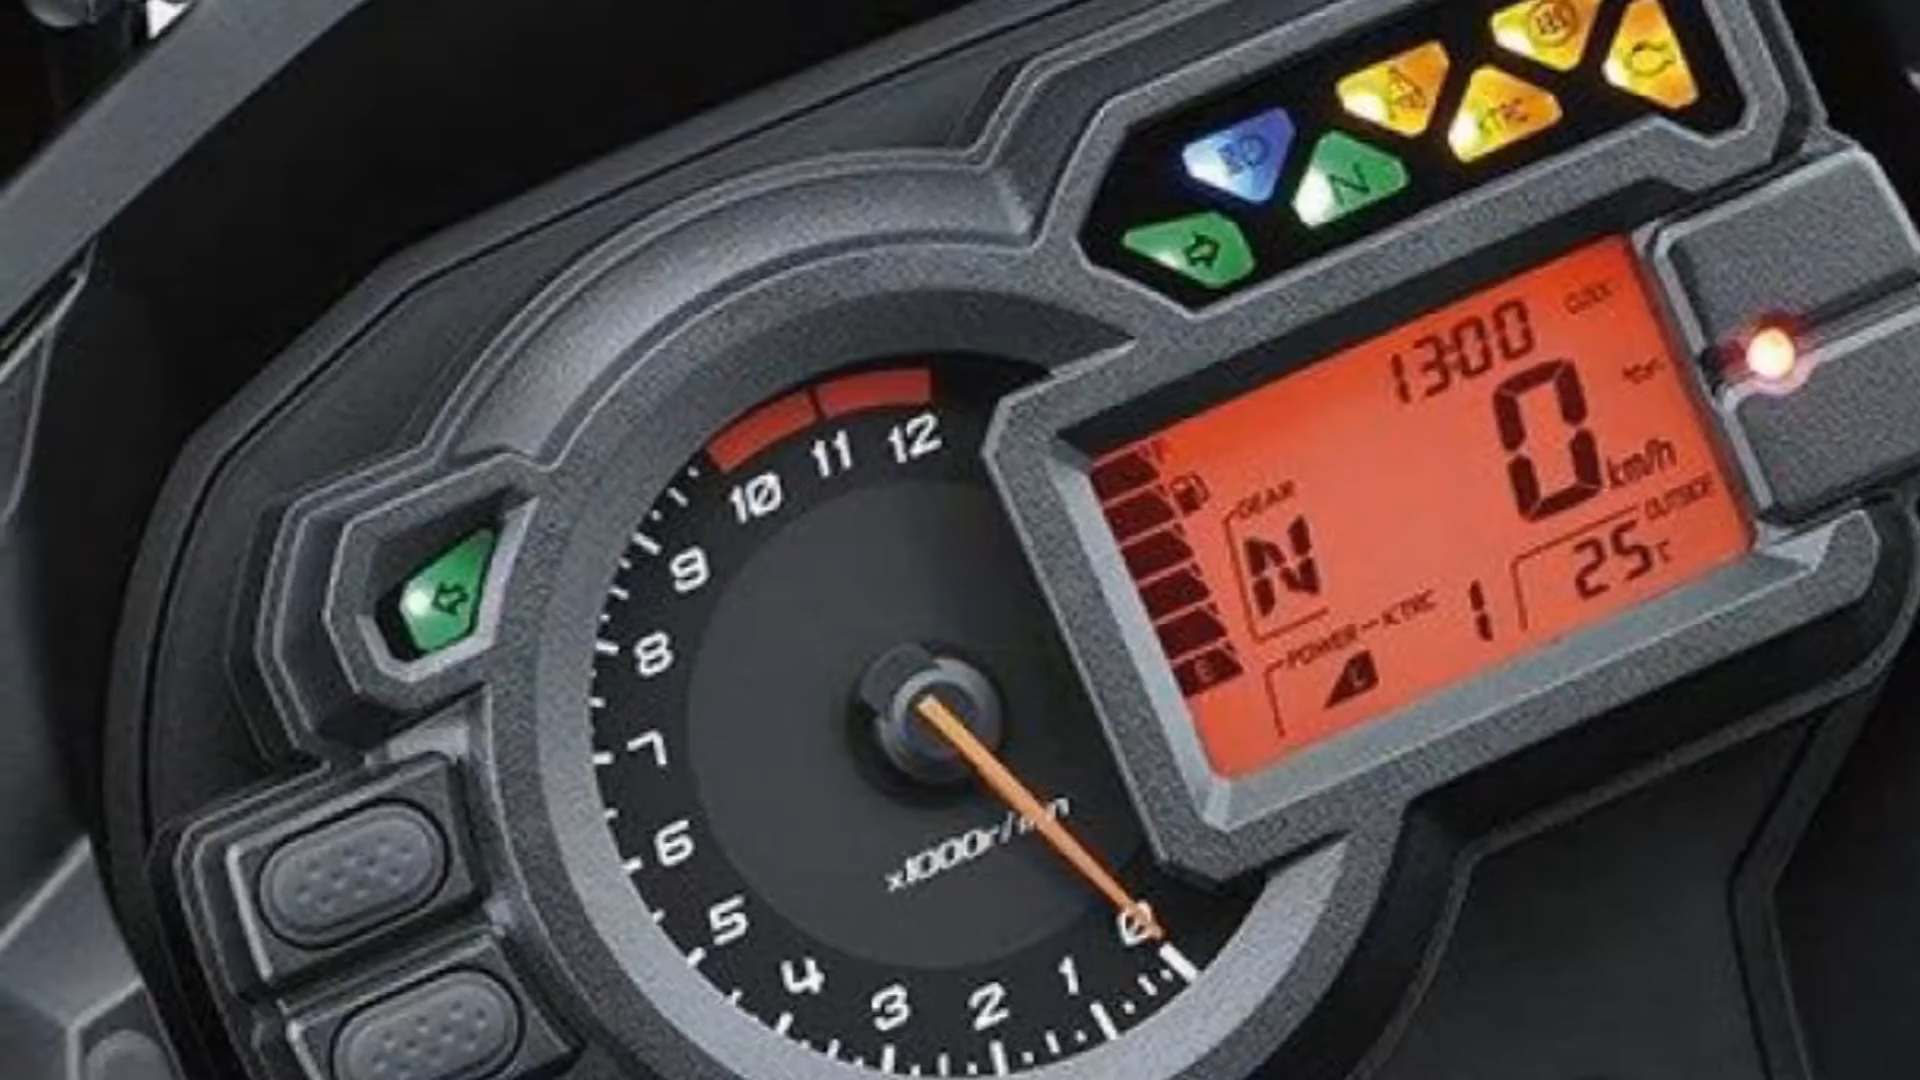 ABS
KTRC
N
CLOCK
13:00
0
km/h
GEAR
N
OUTSIDE
25°C
POWER
KTRC
1
L
E
12
11
10
9
8
7
6
5
4
3
2
1
0
x1000r/min